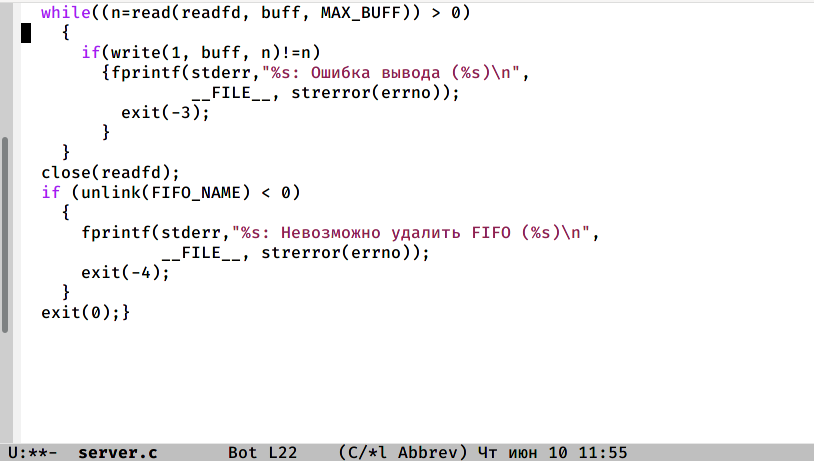 while((n=read(readfd, buff, MAX_BUFF)) > 0)
{
if(write(1, buff, n)!=n)
{fprintf(stderr,"%s: Ошибка вывода (%s)\n",
__FILE__, strerror(errno));
exit(-3);
}
}
close(readfd);
if (unlink(FIFO_NAME) < 0)
{
fprintf(stderr,"%s: Невозможно удалить FIFO (%s)\n",
__FILE__, strerror(errno));
exit(-4);
}
exit(0);}
U:**-  server.c       Bot L22    (C/*l Abbrev) Чт июн 10 11:55